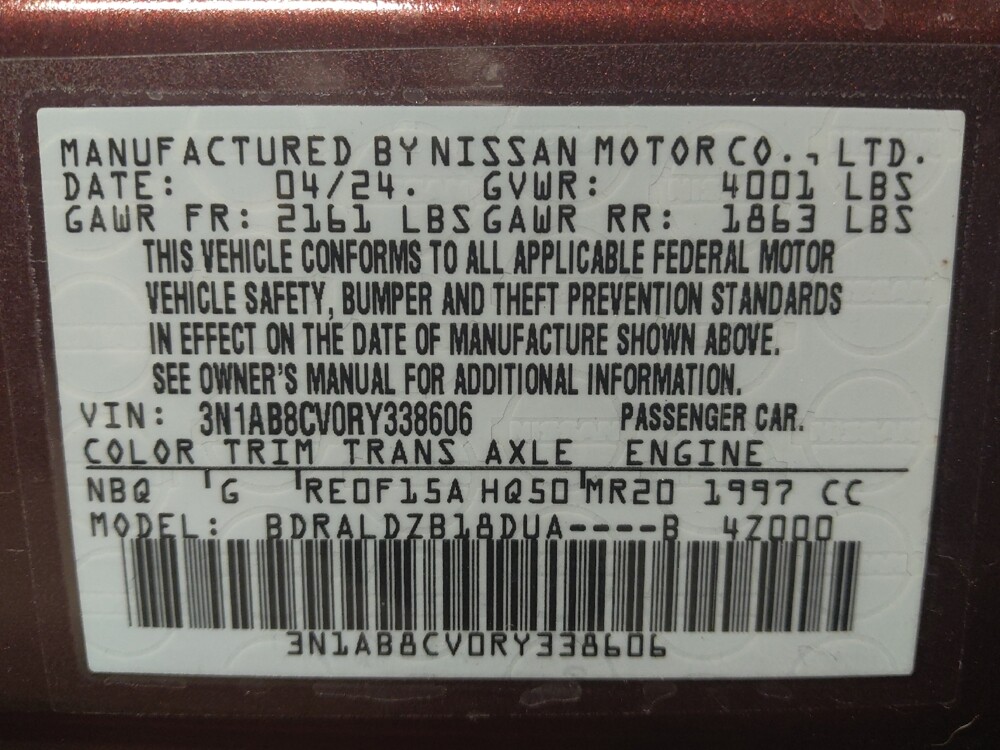 MANUFACTURED BY NISSAN MOTOR CO., LTD.
DATE: 04/24. GVWR: 4001 LBS
GAWR FR: 2161 LBS GAWR RR: 1863 LBS
THIS VEHICLE CONFORMS TO ALL APPLICABLE FEDERAL MOTOR
VEHICLE SAFETY, BUMPER AND THEFT PREVENTION STANDARDS
IN EFFECT ON THE DATE OF MANUFACTURE SHOWN ABOVE.
SEE OWNER'S MANUAL FOR ADDITIONAL INFORMATION.
VIN: 3N1AB8CV0RY338606 PASSENGER CAR.
COLOR TRIM TRANS AXLE ENGINE
NBQ G RE0F15A HQ50 MR20 1997 CC
MODEL: BDRALDZB18DUA----B 4Z000
3N1AB8CV0RY338606